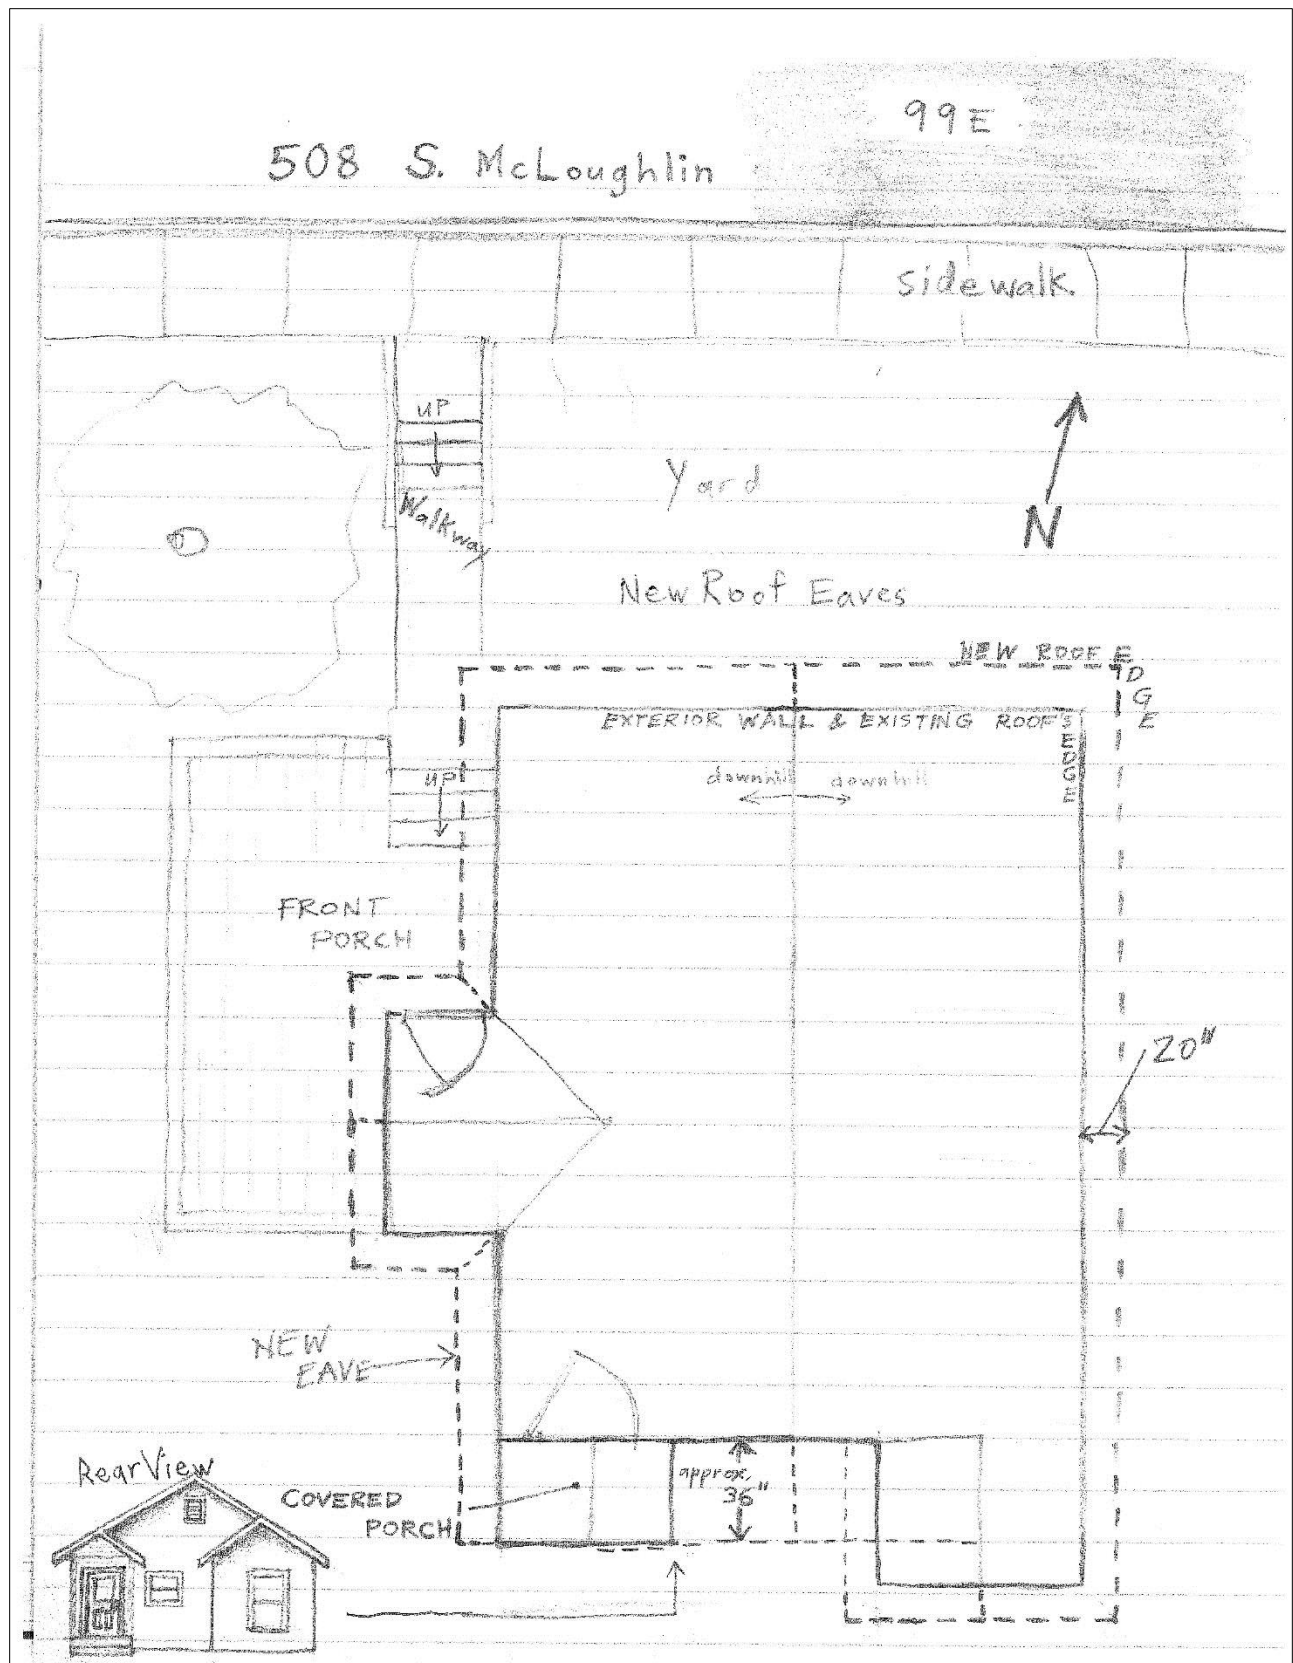 99E
508 S. McLoughlin
sidewalk.
UP
Walkway
Yard
N
New Roof Eaves
NEW ROOF EDGE
EXTERIOR WALL & EXISTING ROOF'S EDGE
downhill downhill
UP
FRONT
PORCH
20"
NEW
EAVE
Rear View
COVERED
PORCH
approx.
36"